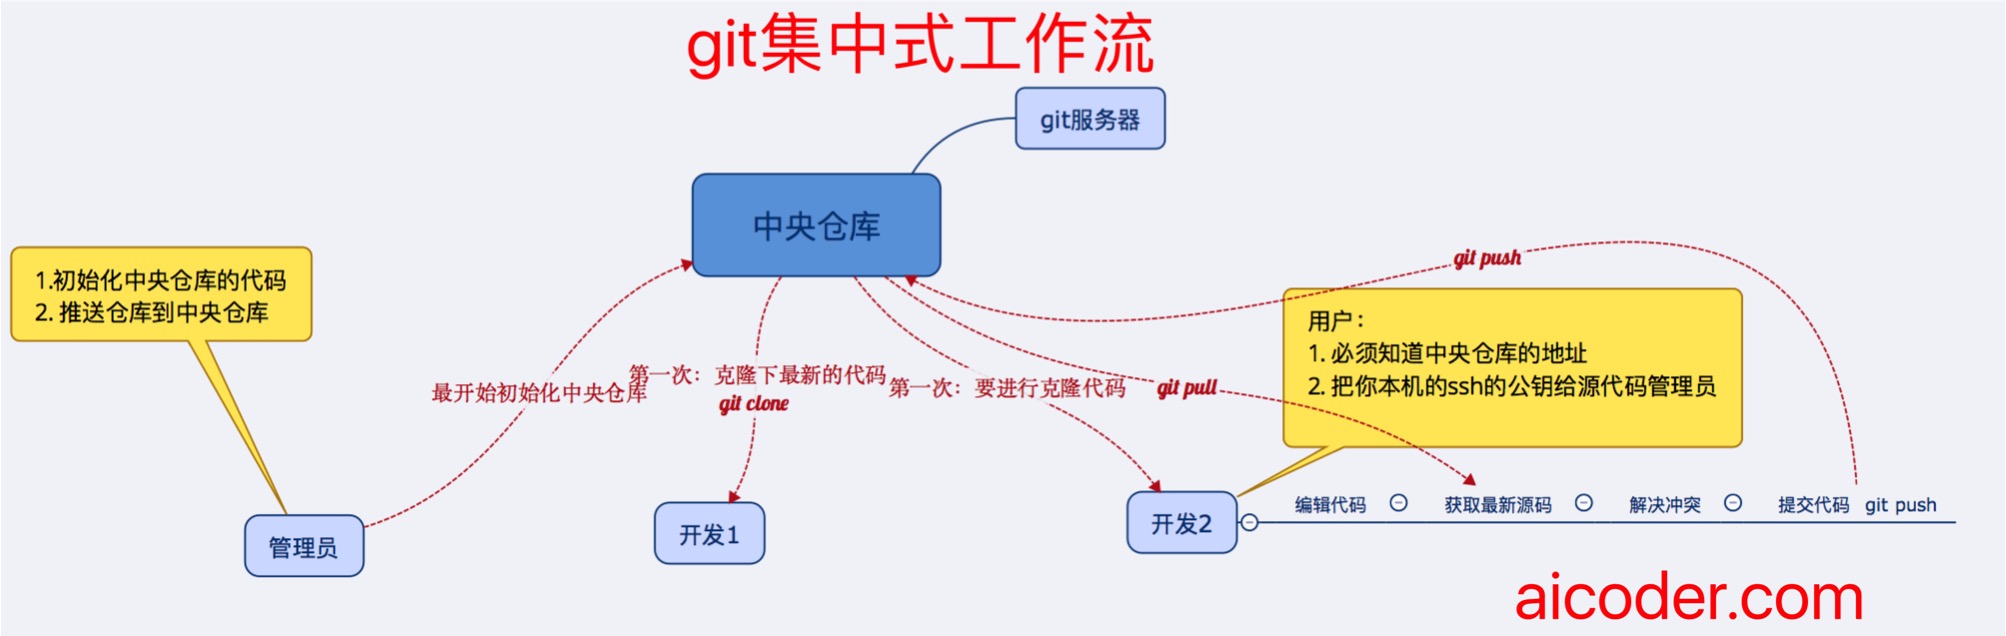 git集中式工作流
git服务器
中央仓库
1.初始化中央仓库的代码
2. 推送仓库到中央仓库
git push
用户：
1. 必须知道中央仓库的地址
2. 把你本机的ssh的公钥给源代码管理员
最开始初始化中央仓库
第一次：克隆下最新的代码
git clone
第一次：要进行克隆代码
git pull
管理员
开发1
开发2
编辑代码
获取最新源码
解决冲突
提交代码 git push
aicoder.com